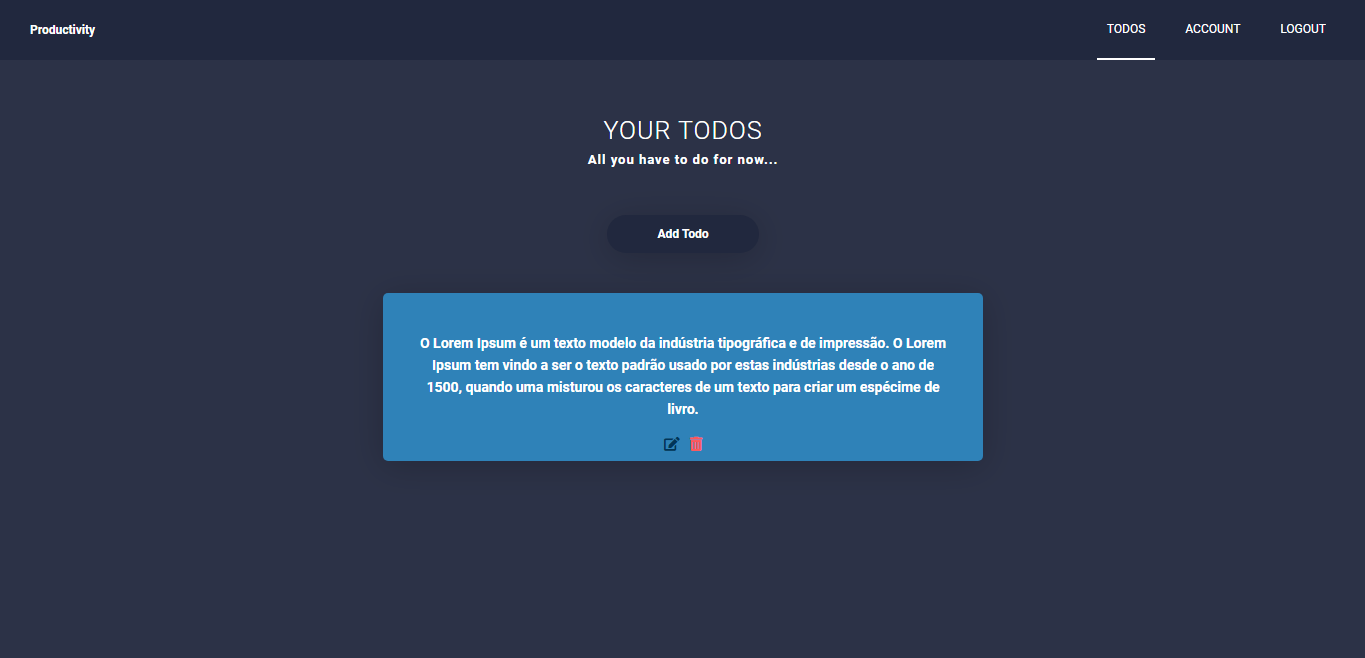 Productivity
TODOS
ACCOUNT
LOGOUT
YOUR TODOS
All you have to do for now...
Add Todo
O Lorem Ipsum é um texto modelo da indústria tipográfica e de impressão. O Lorem
Ipsum tem vindo a ser o texto padrão usado por estas indústrias desde o ano de
1500, quando uma misturou os caracteres de um texto para criar um espécime de
livro.